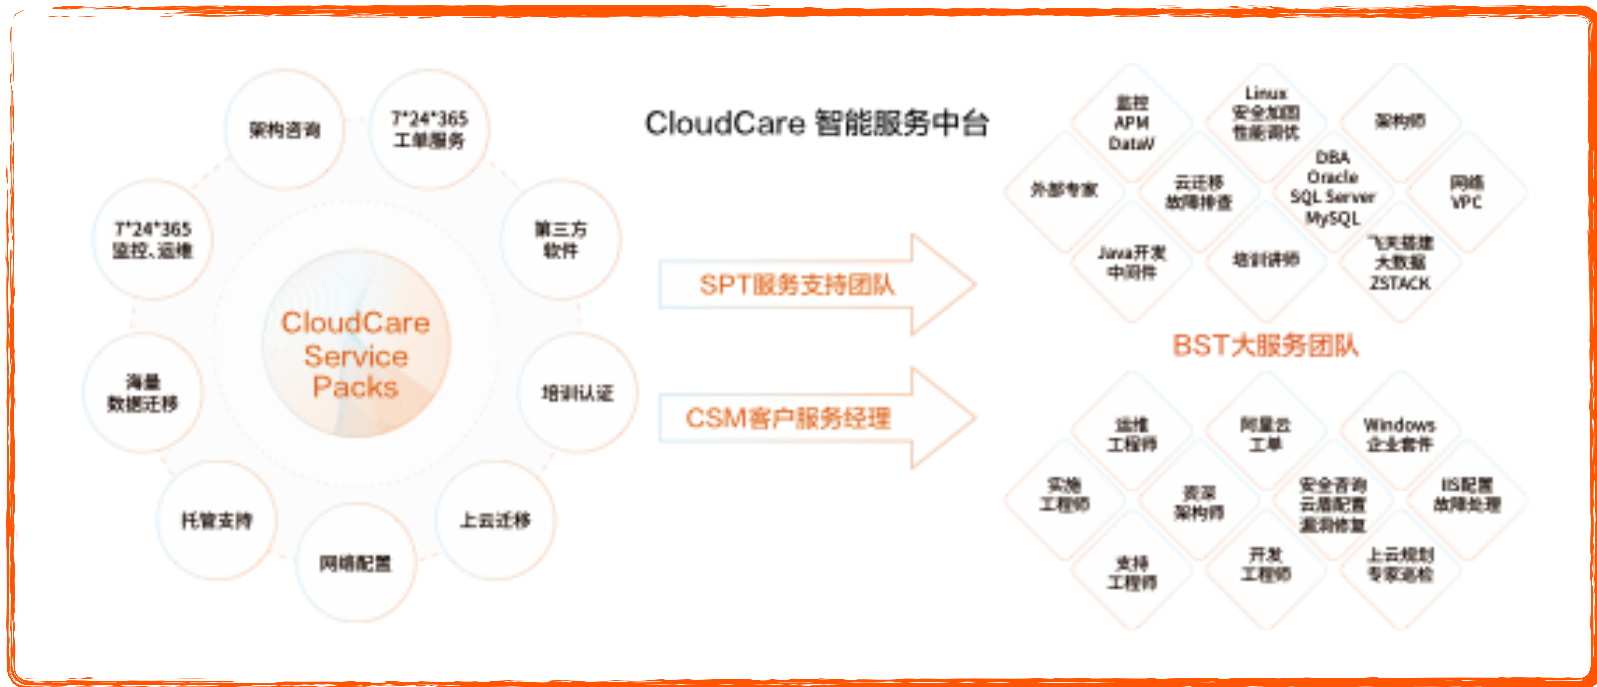 CloudCare 智能服务中台
架构咨询
7*24*365
工单服务
7*24*365
监控、运维
第三方
软件
CloudCare
Service
Packs
海量
数据迁移
培训认证
托管支持
上云迁移
网络配置
SPT服务支持团队
CSM客户服务经理
监控
APM
DataV
Linux
安全加固
性能调优
架构师
外部专家
云迁移
故障排查
DBA
Oracle
SQL Server
MySQL
网络
VPC
Java开发
中间件
培训讲师
飞天搭建
大数据
ZSTACK
BST大服务团队
运维
工程师
阿里云
工单
Windows
企业套件
实施
工程师
资深
架构师
安全咨询
云盾配置
漏洞修复
IIS配置
故障处理
支持
工程师
开发
工程师
上云规划
专家巡检